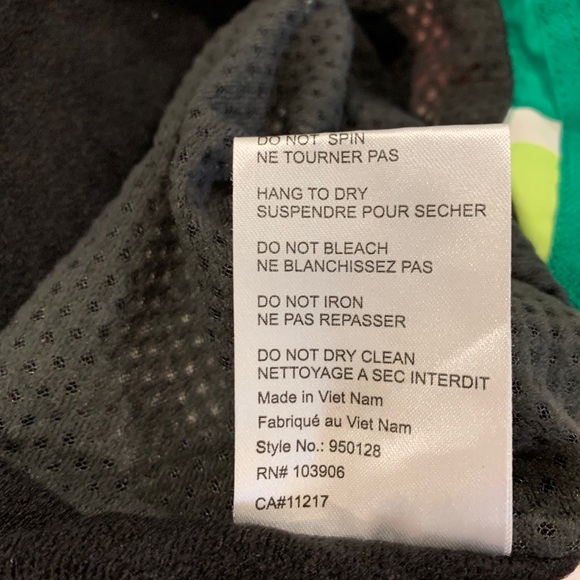 DO NOT SPIN
NE TOURNER PAS
HANG TO DRY
SUSPENDRE POUR SECHER
DO NOT BLEACH
NE BLANCHISSEZ PAS
DO NOT IRON
NE PAS REPASSER
DO NOT DRY CLEAN
NETTOYAGE A SEC INTERDIT
Made in Viet Nam
Fabriqué au Viet Nam
Style No.: 950128
RN# 103906
CA#11217